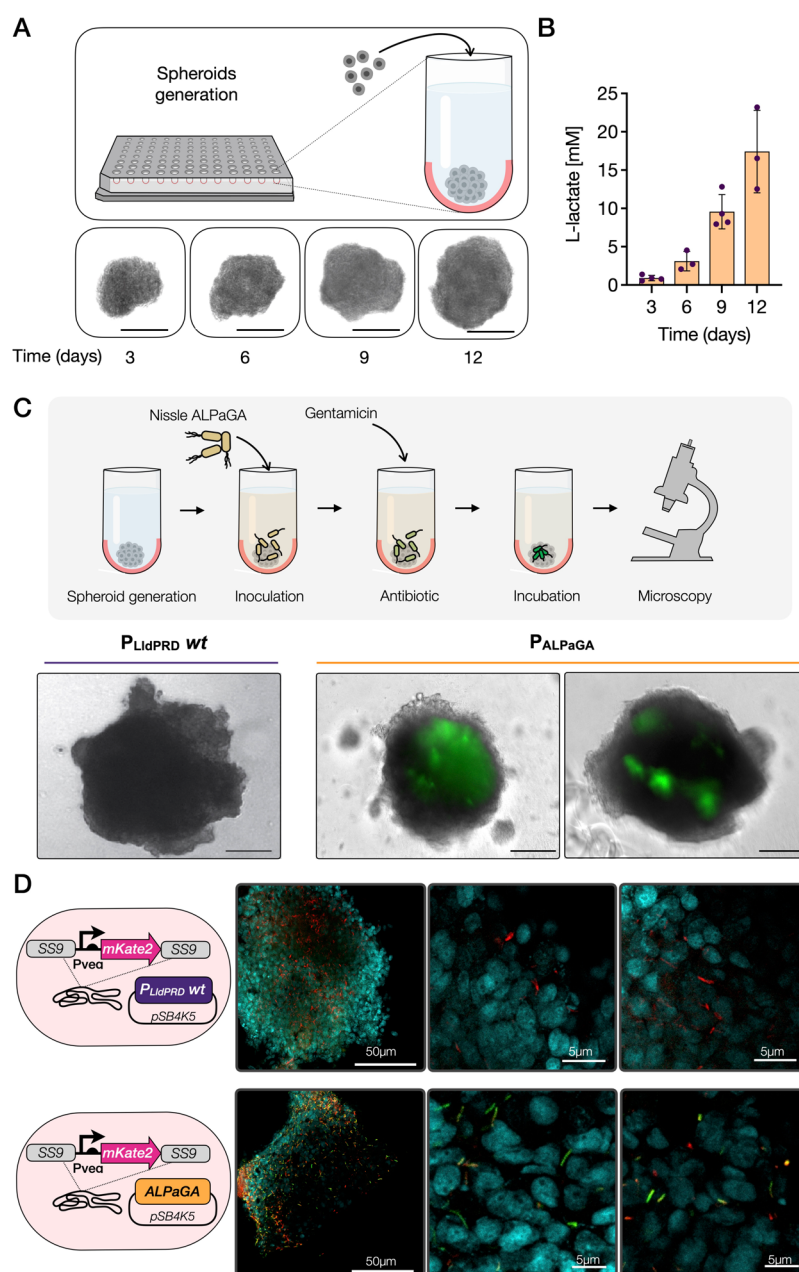 A
Spheroids
generation
Time (days)
3
6
9
12
B
L-lactate [mM]
25
20
15
10
5
0
3
6
9
12
Time (days)
C
Nissle ALPaGA
Gentamicin
Spheroid generation
Inoculation
Antibiotic
Incubation
Microscopy
PLldPRD wt
PALPaGA
D
SS9
mKate2
SS9
Pveg
PLldPRD wt
pSB4K5
50µm
5µm
5µm
SS9
mKate2
SS9
Pveg
ALPaGA
pSB4K5
50µm
5µm
5µm